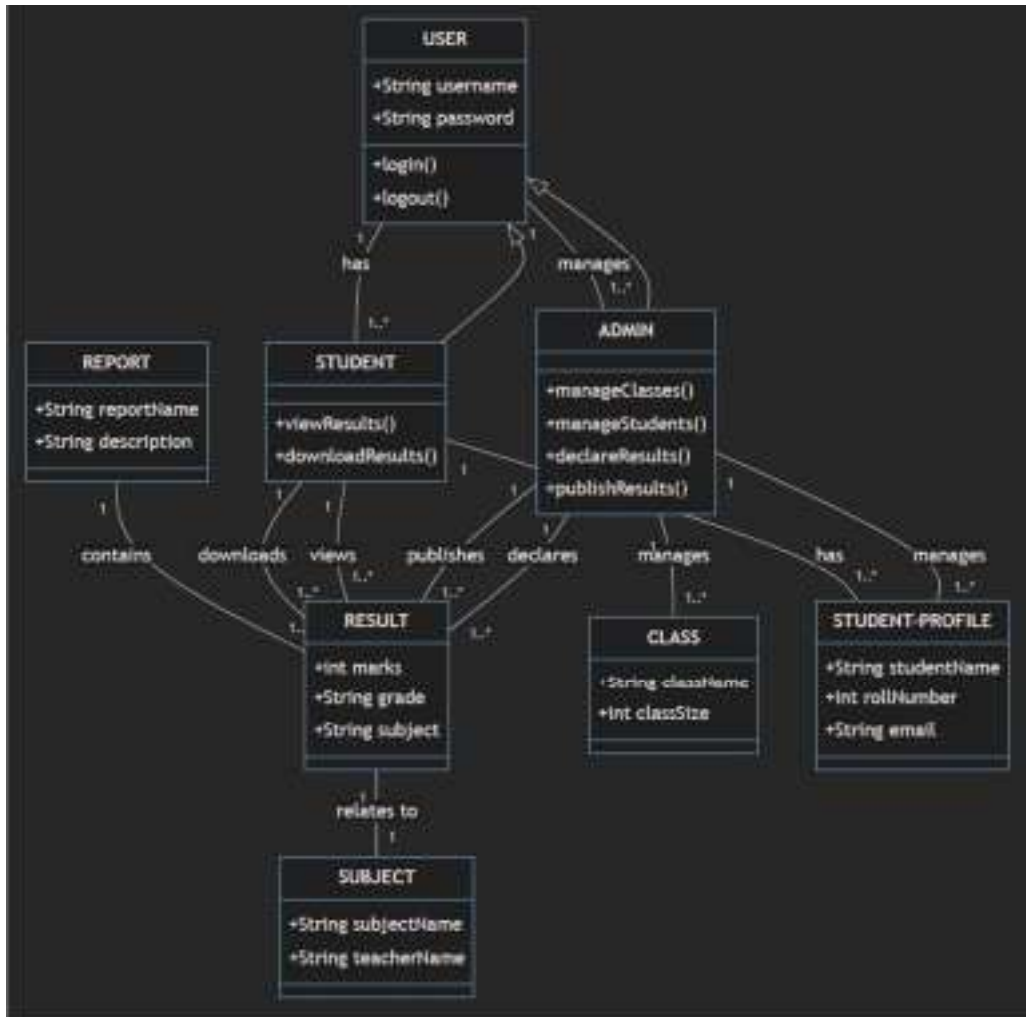 USER
+String username
+String password
+login()
+logout()
1
1
has
manages
1..*
1..*
REPORT
+String reportName
+String description
STUDENT
+viewResults()
+downloadResults()
ADMIN
+manageClasses()
+manageStudents()
+declareResults()
+publishResults()
1
1
1
1
1
1
1
1
contains
downloads
views
publishes
declares
manages
has
manages
1..*
1..*
1..*
1..*
1..*
1..*
1..*
RESULT
+int marks
+String grade
+String subject
CLASS
+String className
+int classSize
STUDENT-PROFILE
+String studentName
+int rollNumber
+String email
1
relates to
1
SUBJECT
+String subjectName
+String teacherName